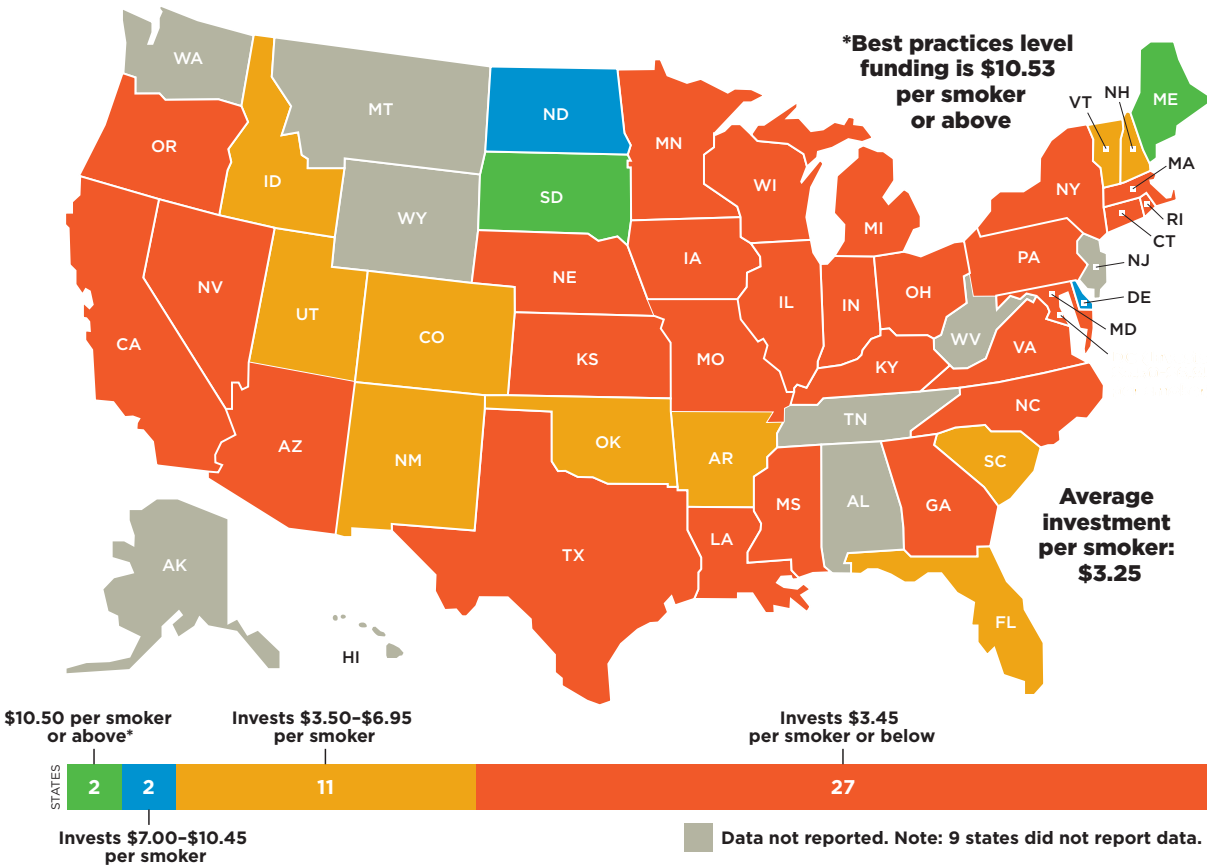 *Best practices level
funding is $10.53
per smoker
or above
WA
MT
ND
MN
ME
VT
NH
OR
ID
SD
WI
MA
WY
NY
MI
RI
CT
NE
IA
PA
NJ
NV
IL
IN
OH
DE
UT
CO
MD
WV
VA
CA
KS
MO
KY
NC
TN
AZ
OK
NM
AR
SC
MS
AL
GA
LA
TX
Average
investment
per smoker:
$3.25
AK
FL
HI
$10.50 per smoker
or above*
Invests $3.50–$6.95
per smoker
Invests $3.45
per smoker or below
STATES
2
2
11
27
Invests $7.00–$10.45
per smoker
Data not reported. Note: 9 states did not report data.